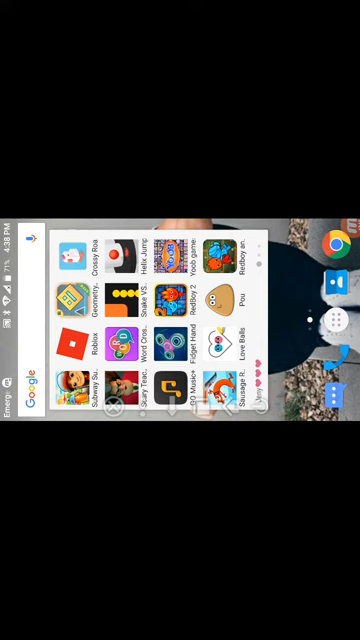 Emerge
71% 4:38 PM
Google
Subway Su..
Roblox
Geometry..
Crossy Roa
Scary Teac..
Word Cros..
Snake VS.
Helix Jump
GO Music+
Fidget Hand
RedBoy 2
Yoob game
Sausage R..
Love Balls
Pou
Redboy an.